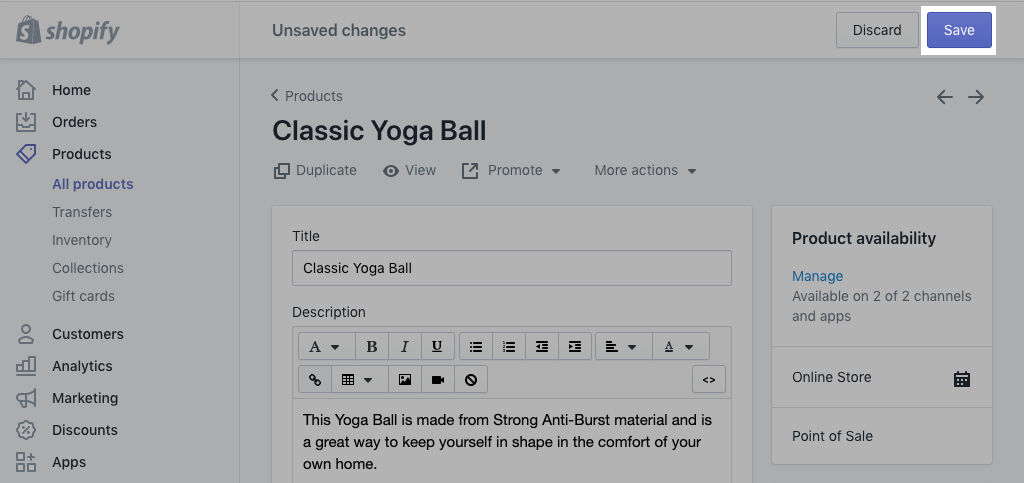 shopify
Unsaved changes
Discard
Save
Home
Orders
Products
All products
Transfers
Inventory
Collections
Gift cards
Customers
Analytics
Marketing
Discounts
Apps
Products
Classic Yoga Ball
Duplicate
View
Promote
More actions
Title
Classic Yoga Ball
Description
A
B
I
U
A
<>
This Yoga Ball is made from Strong Anti-Burst material and is
a great way to keep yourself in shape in the comfort of your
own home.
Product availability
Manage
Available on 2 of 2 channels
and apps
Online Store
Point of Sale